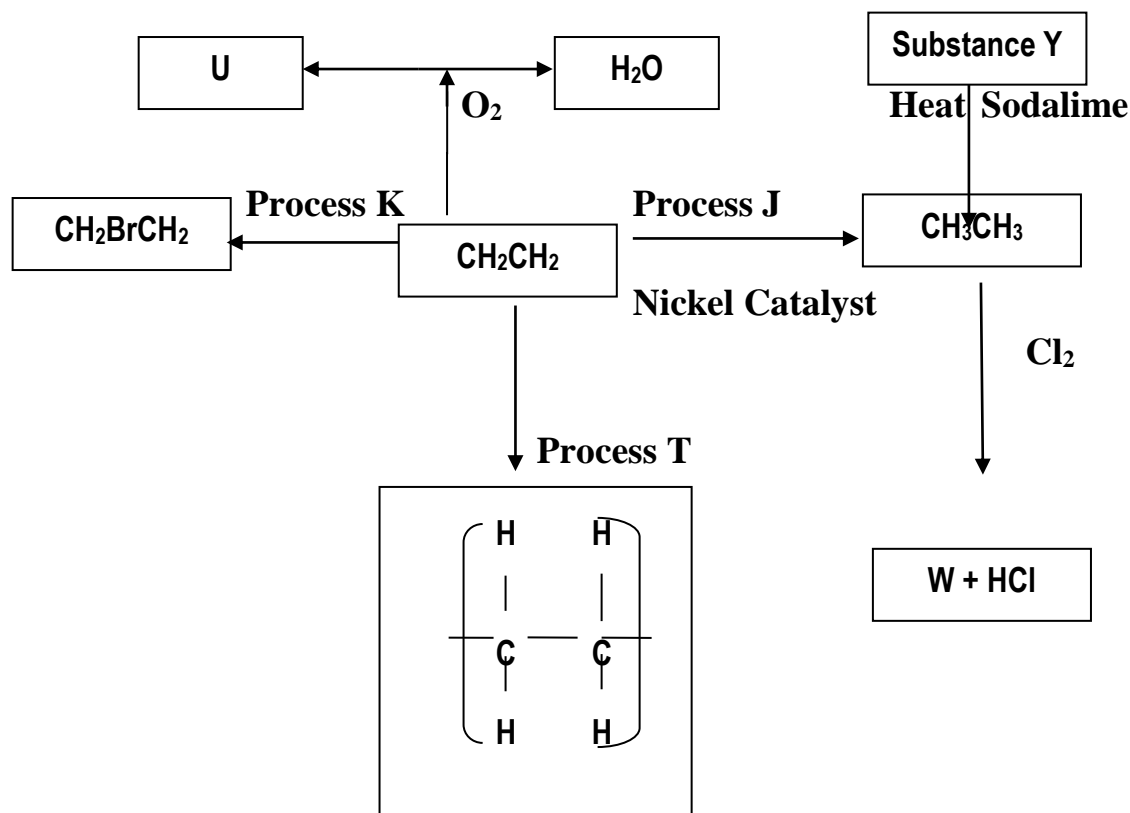 Substance Y
U
H₂O
O₂
Heat Sodalime
Process K
Process J
CH₂BrCH₂
CH₂CH₂
CH₃CH₃
Nickel Catalyst
Cl₂
Process T
H H
C C
H H
W + HCl